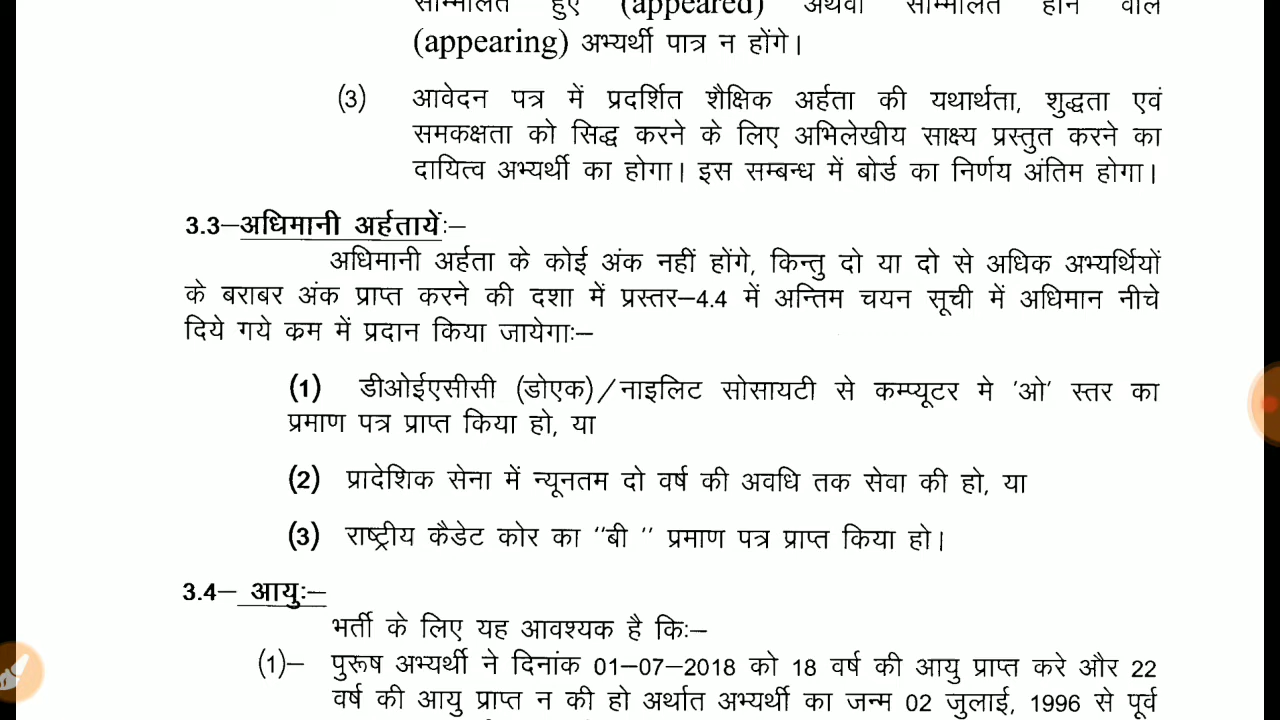 सम्मिलित हुए (appeared) अथवा सम्मिलित होने वाले
(appearing) अभ्यर्थी पात्र न होंगे।
(3) आवेदन पत्र में प्रदर्शित शैक्षिक अर्हता की यथार्थता, शुद्धता एवं
समकक्षता को सिद्ध करने के लिए अभिलेखीय साक्ष्य प्रस्तुत करने का
दायित्व अभ्यर्थी का होगा। इस सम्बन्ध में बोर्ड का निर्णय अंतिम होगा।
3.3–अधिमानी अर्हतायेंः–
अधिमानी अर्हता के कोई अंक नहीं होंगे, किन्तु दो या दो से अधिक अभ्यर्थियों
के बराबर अंक प्राप्त करने की दशा में प्रस्तर–4.4 में अन्तिम चयन सूची में अधिमान नीचे
दिये गये क्रम में प्रदान किया जायेगाः–
(1) डीओईएसीसी (डोएक)/नाइलिट सोसायटी से कम्प्यूटर मे 'ओ' स्तर का
प्रमाण पत्र प्राप्त किया हो, या
(2) प्रादेशिक सेना में न्यूनतम दो वर्ष की अवधि तक सेवा की हो, या
(3) राष्ट्रीय कैडेट कोर का "बी " प्रमाण पत्र प्राप्त किया हो।
3.4– आयुः–
भर्ती के लिए यह आवश्यक है किः–
(1)– पुरूष अभ्यर्थी ने दिनांक 01–07–2018 को 18 वर्ष की आयु प्राप्त करे और 22
वर्ष की आयु प्राप्त न की हो अर्थात अभ्यर्थी का जन्म 02 जुलाई, 1996 से पूर्व